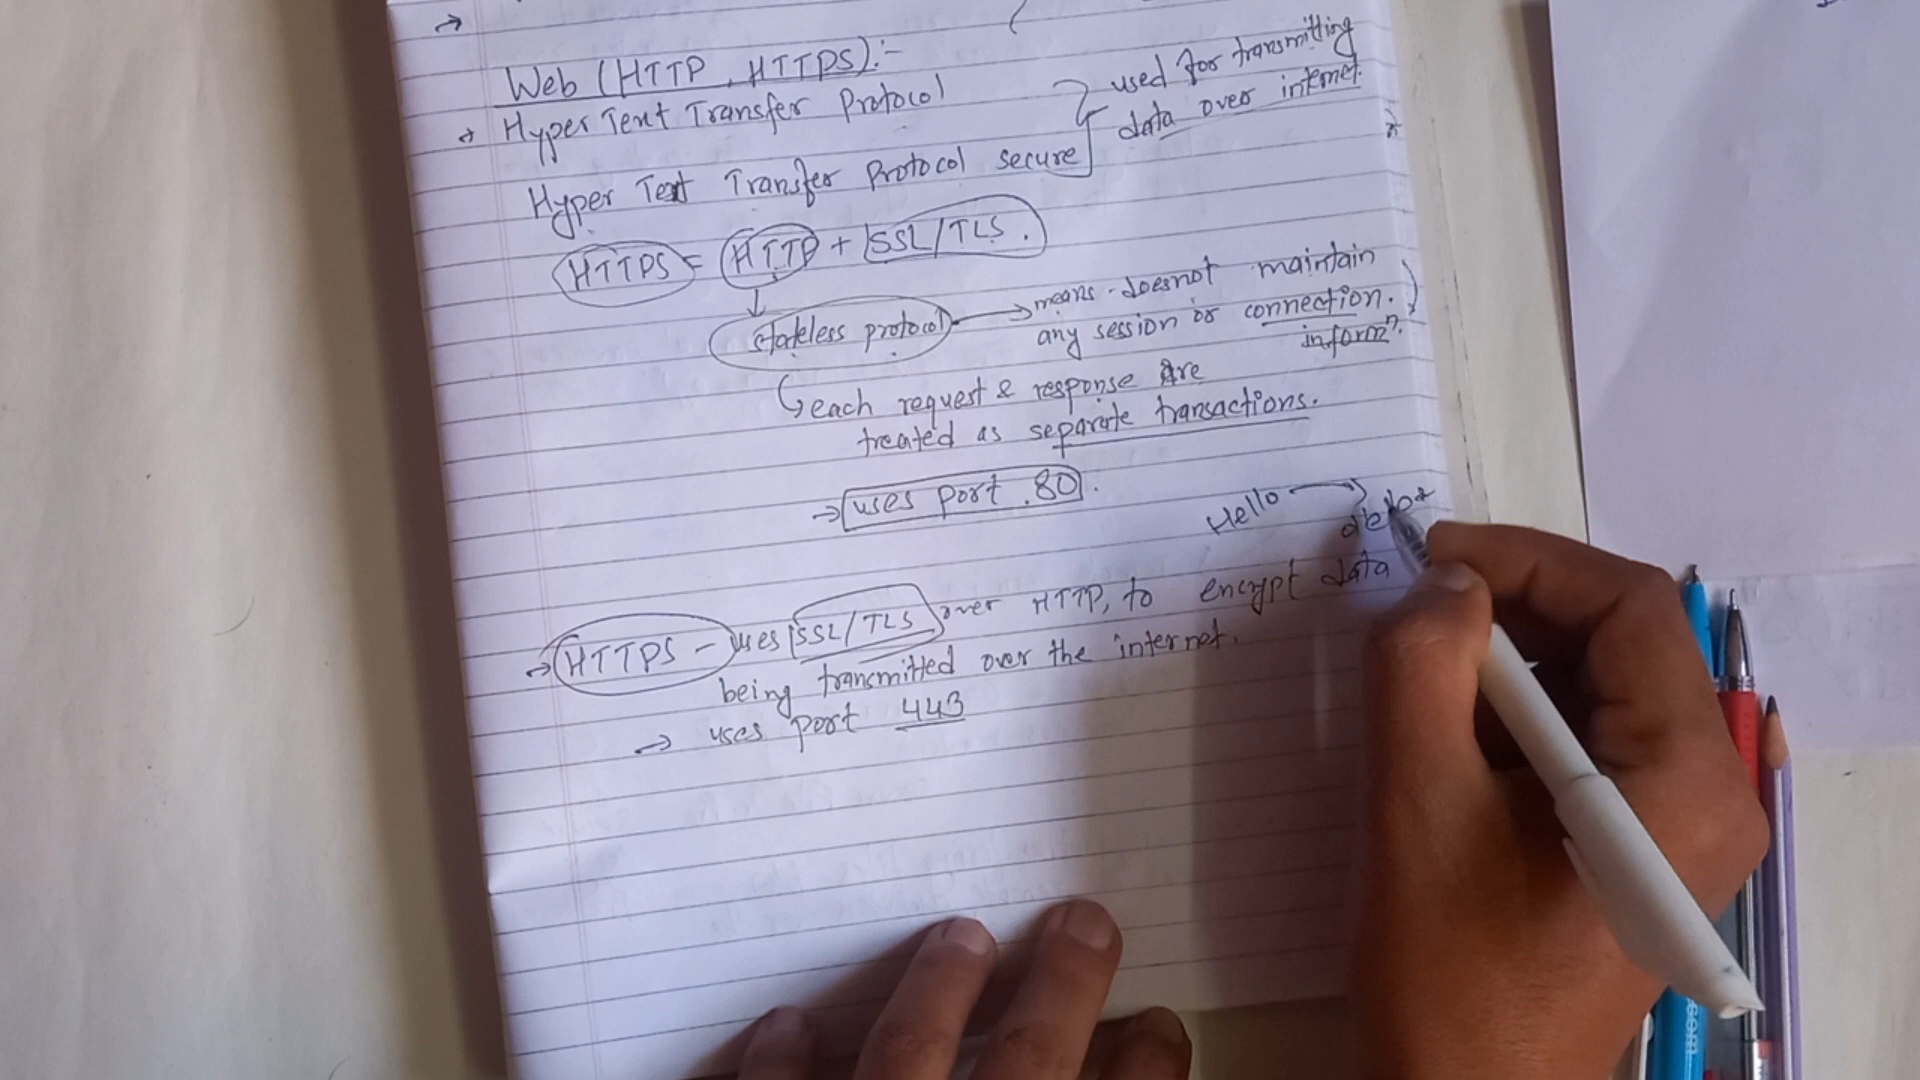 Web (HTTP, HTTPS):-
→ Hyper Text Transfer Protocol
Hyper Text Transfer Protocol secure
used for transmitting
data over internet.
HTTPS = HTTP + SSL/TLS.
stateless protocol → means - doesnot maintain
any session or connection.
inform?.
each request & response Are
treated as separate transactions.
→ uses port 80.
Hello →
→ HTTPS - uses SSL/TLS over HTTP, to encrypt data
being transmitted over the internet.
→ uses port 443